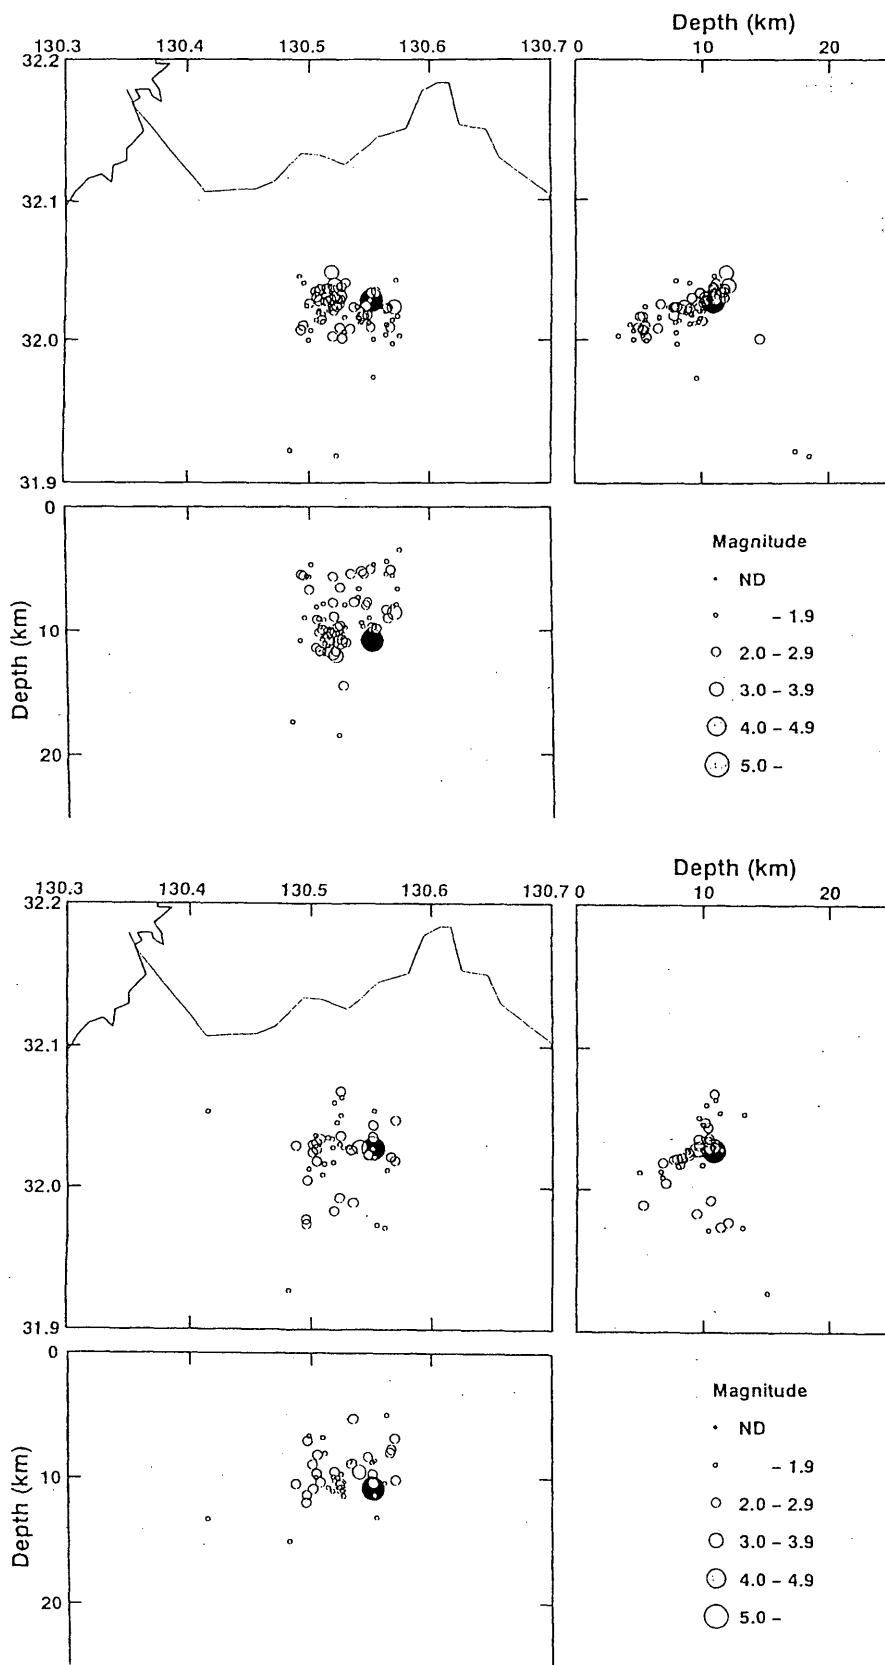 Depth (km)
130.3 130.4 130.5 130.6 130.7 0 10 20
32.2
32.1
32.0
31.9
0
10
20
Depth (km)
Magnitude
ND
– 1.9
2.0 – 2.9
3.0 – 3.9
4.0 – 4.9
5.0 –
Depth (km)
130.3 130.4 130.5 130.6 130.7 0 10 20
32.2
32.1
32.0
31.9
0
10
20
Depth (km)
Magnitude
ND
– 1.9
2.0 – 2.9
3.0 – 3.9
4.0 – 4.9
5.0 –